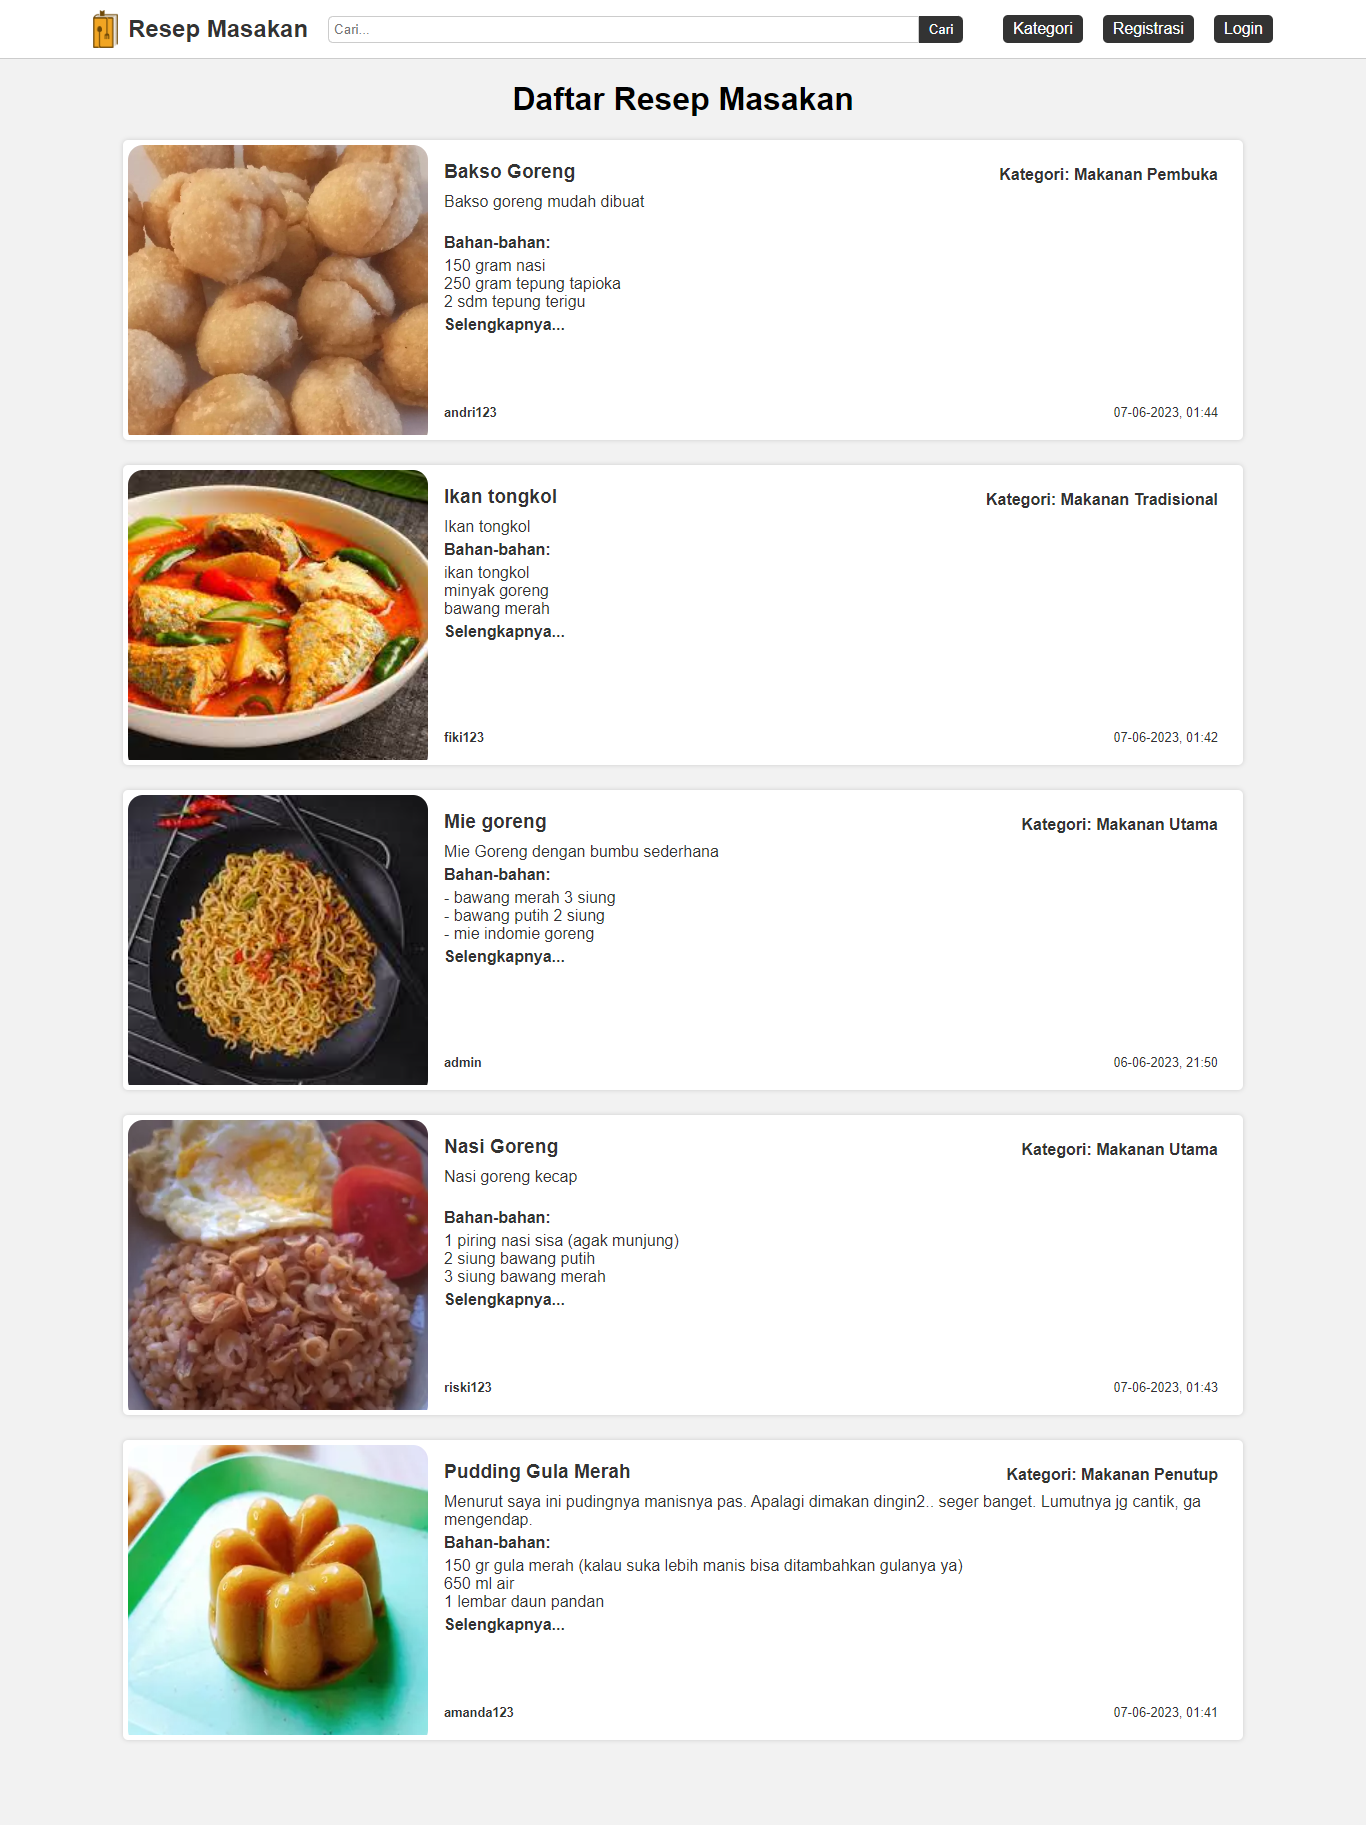 Resep Masakan
Cari...
Cari
Kategori
Registrasi
Login
Daftar Resep Masakan
Bakso Goreng
Kategori: Makanan Pembuka
Bakso goreng mudah dibuat
Bahan-bahan:
150 gram nasi
250 gram tepung tapioka
2 sdm tepung terigu
Selengkapnya...
andri123
07-06-2023, 01:44
Ikan tongkol
Kategori: Makanan Tradisional
Ikan tongkol
Bahan-bahan:
ikan tongkol
minyak goreng
bawang merah
Selengkapnya...
fiki123
07-06-2023, 01:42
Mie goreng
Kategori: Makanan Utama
Mie Goreng dengan bumbu sederhana
Bahan-bahan:
- bawang merah 3 siung
- bawang putih 2 siung
- mie indomie goreng
Selengkapnya...
admin
06-06-2023, 21:50
Nasi Goreng
Kategori: Makanan Utama
Nasi goreng kecap
Bahan-bahan:
1 piring nasi sisa (agak munjung)
2 siung bawang putih
3 siung bawang merah
Selengkapnya...
riski123
07-06-2023, 01:43
Pudding Gula Merah
Kategori: Makanan Penutup
Menurut saya ini pudingnya manisnya pas. Apalagi dimakan dingin2.. seger banget. Lumutnya jg cantik, ga
mengendap.
Bahan-bahan:
150 gr gula merah (kalau suka lebih manis bisa ditambahkan gulanya ya)
650 ml air
1 lembar daun pandan
Selengkapnya...
amanda123
07-06-2023, 01:41